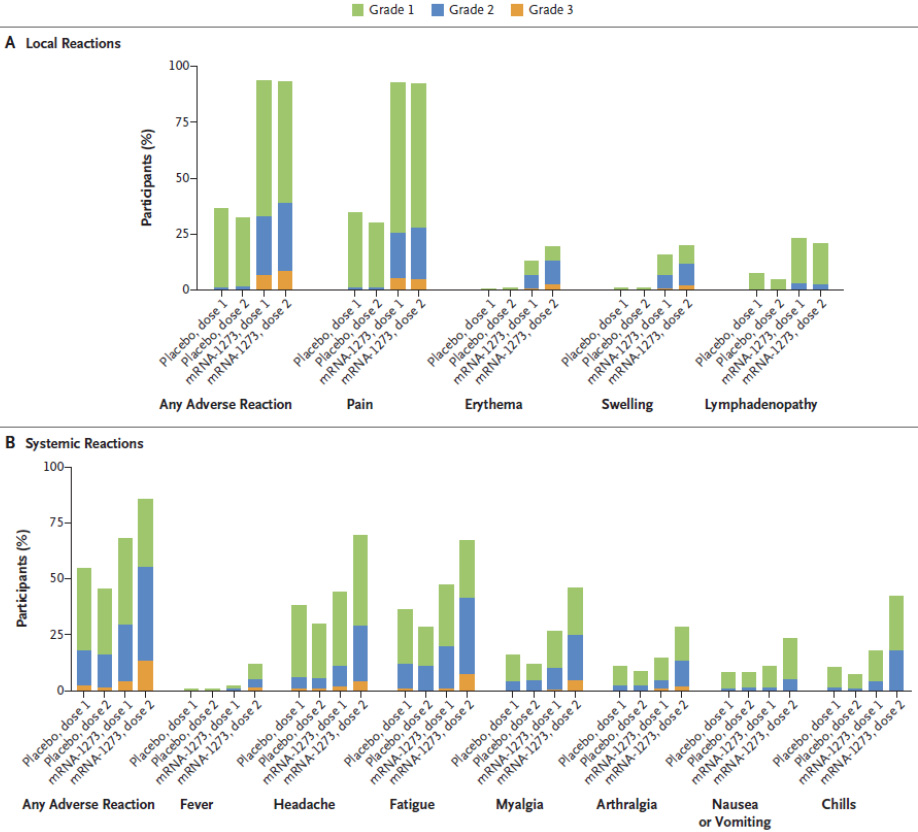 Grade 1 Grade 2 Grade 3
A Local Reactions
100
75
50
25
0
Participants (%)
Placebo, dose 1
Placebo, dose 2
mRNA-1273, dose 1
mRNA-1273, dose 2
Placebo, dose 1
Placebo, dose 2
mRNA-1273, dose 1
mRNA-1273, dose 2
Placebo, dose 1
Placebo, dose 2
mRNA-1273, dose 1
mRNA-1273, dose 2
Placebo, dose 1
Placebo, dose 2
mRNA-1273, dose 1
mRNA-1273, dose 2
Placebo, dose 1
Placebo, dose 2
mRNA-1273, dose 1
mRNA-1273, dose 2
Any Adverse Reaction Pain Erythema Swelling Lymphadenopathy
B Systemic Reactions
100
75
50
25
0
Participants (%)
Placebo, dose 1
Placebo, dose 2
mRNA-1273, dose 1
mRNA-1273, dose 2
Placebo, dose 1
Placebo, dose 2
mRNA-1273, dose 1
mRNA-1273, dose 2
Placebo, dose 1
Placebo, dose 2
mRNA-1273, dose 1
mRNA-1273, dose 2
Placebo, dose 1
Placebo, dose 2
mRNA-1273, dose 1
mRNA-1273, dose 2
Placebo, dose 1
Placebo, dose 2
mRNA-1273, dose 1
mRNA-1273, dose 2
Placebo, dose 1
Placebo, dose 2
mRNA-1273, dose 1
mRNA-1273, dose 2
Placebo, dose 1
Placebo, dose 2
mRNA-1273, dose 1
mRNA-1273, dose 2
Placebo, dose 1
Placebo, dose 2
mRNA-1273, dose 1
mRNA-1273, dose 2
Any Adverse Reaction Fever Headache Fatigue Myalgia Arthralgia Nausea Chills
or Vomiting